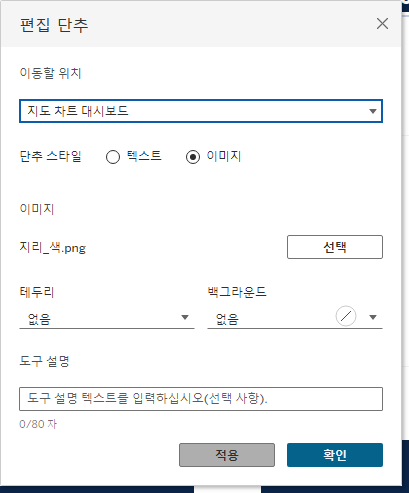 편집 단추
이동할 위치
지도 차트 대시보드
단추 스타일 텍스트 이미지
이미지
지리_색.png 선택
테두리 백그라운드
없음 없음
도구 설명
도구 설명 텍스트를 입력하십시오(선택 사항).
0/80 자
적용 확인